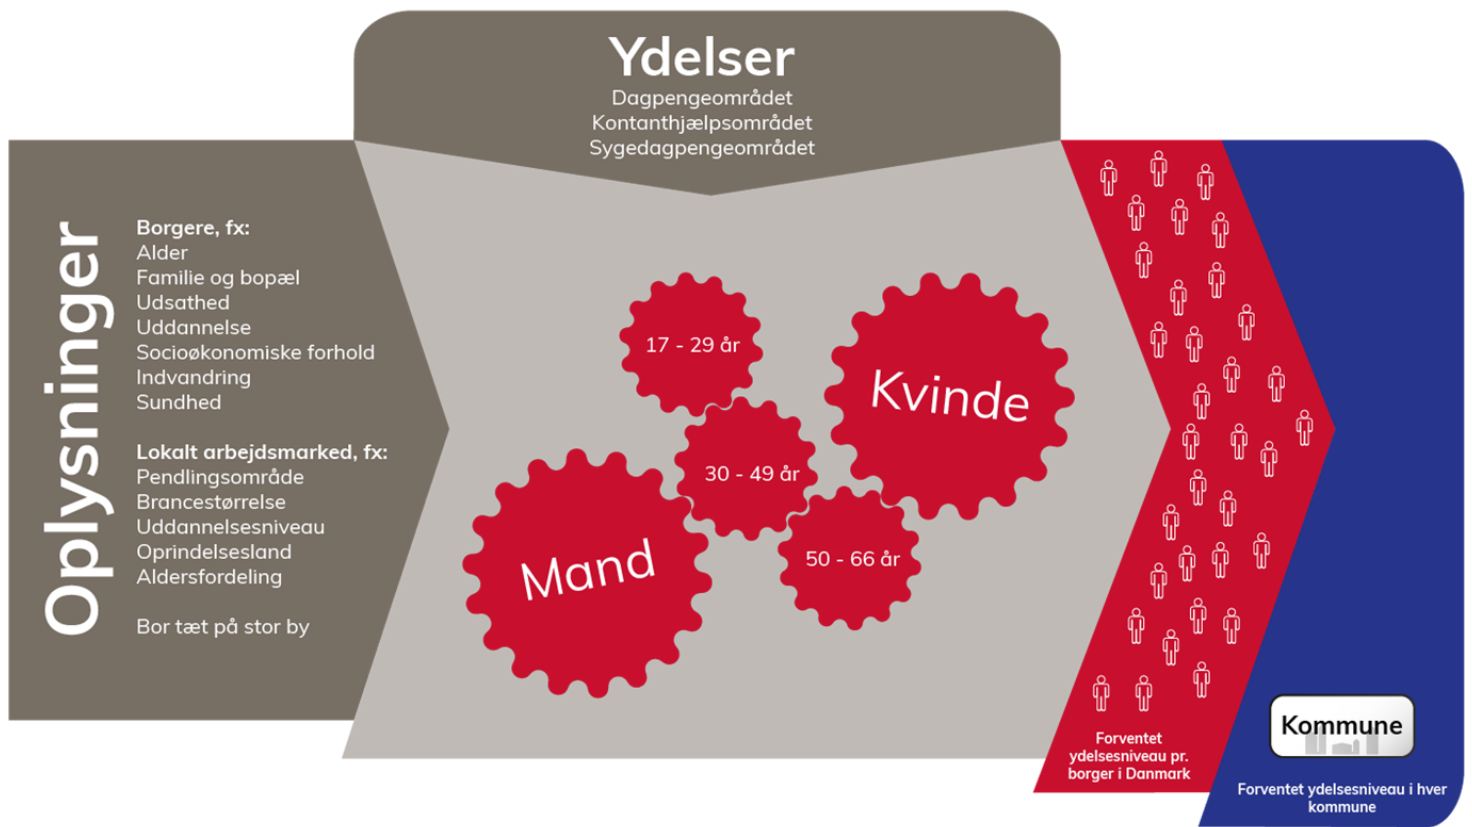 Ydelser
Dagpengeområdet
Kontanthjælpsområdet
Sygedagpengeområdet
Oplysninger
Borgere, fx:
Alder
Familie og bopæl
Udsathed
Uddannelse
Socioøkonomiske forhold
Indvandring
Sundhed
Lokalt arbejdsmarked, fx:
Pendlingsområde
Brancestørrelse
Uddannelsesniveau
Oprindelsesland
Aldersfordeling
Bor tæt på stor by
17 - 29 år
Kvinde
30 - 49 år
Mand
50 - 66 år
Forventet
ydelsesniveau pr.
borger i Danmark
Kommune
Forventet ydelsesniveau i hver
kommune